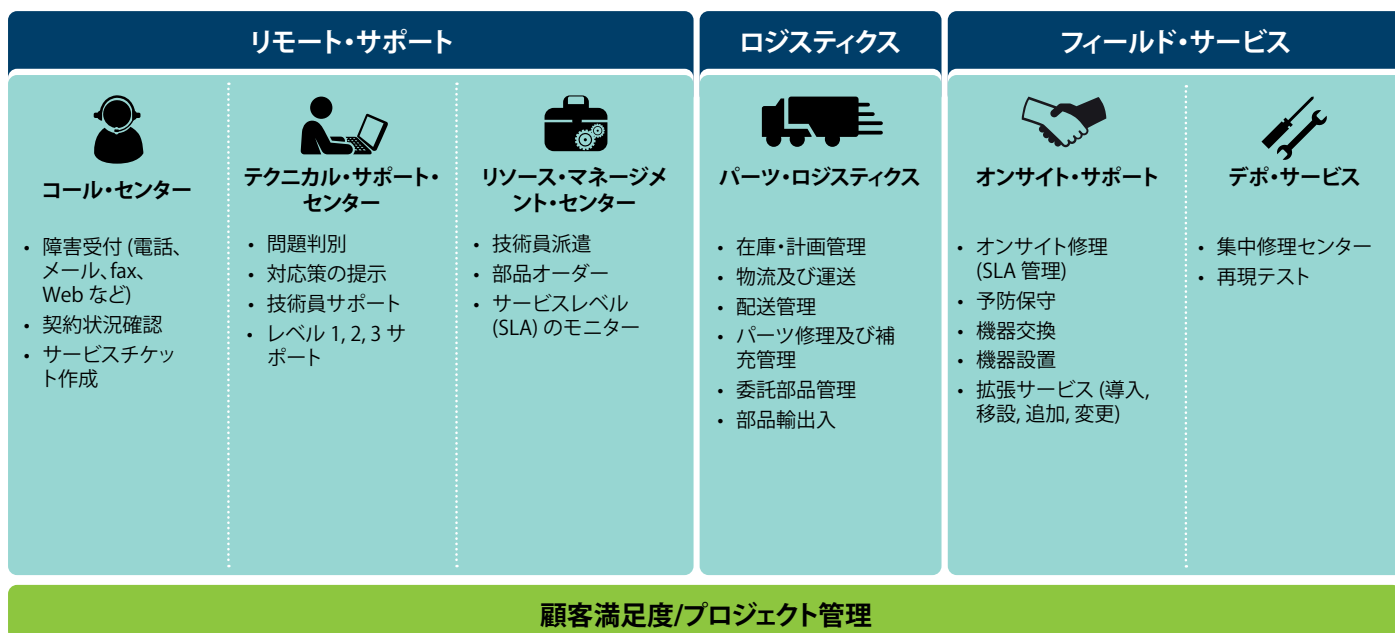 リモート・サポート
ロジスティクス
フィールド・サービス
コール・センター
• 障害受付 (電話、
メール、fax、
Web など)
• 契約状況確認
• サービスチケッ
ト作成
テクニカル・サポート・
センター
• 問題判別
• 対応策の提示
• 技術員サポート
• レベル 1, 2, 3 サ
ポート
リソース・マネージメ
ント・センター
• 技術員派遣
• 部品オーダー
• サービスレベル
(SLA) のモニター
パーツ・ロジスティクス
• 在庫・計画管理
• 物流及び運送
• 配送管理
• パーツ修理及び補
充管理
• 委託部品管理
• 部品輸出入
オンサイト・サポート
• オンサイト修理
(SLA 管理)
• 予防保守
• 機器交換
• 機器設置
• 拡張サービス (導入,
移設, 追加, 変更)
デポ・サービス
• 集中修理センター
• 再現テスト
顧客満足度/プロジェクト管理